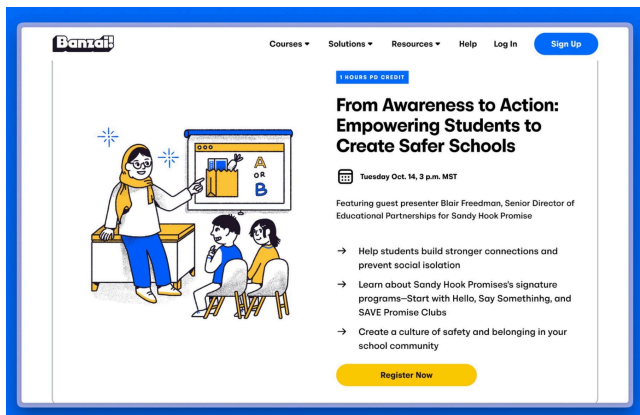 Banzai!
Courses ▾ Solutions ▾ Resources ▾ Help Log In Sign Up
1 HOURS PD CREDIT
From Awareness to Action:
Empowering Students to
Create Safer Schools
Tuesday Oct. 14, 3 p.m. MST
Featuring guest presenter Blair Freedman, Senior Director of
Educational Partnerships for Sandy Hook Promise
→ Help students build stronger connections and
prevent social isolation
→ Learn about Sandy Hook Promises's signature
programs—Start with Hello, Say Somethinhg, and
SAVE Promise Clubs
→ Create a culture of safety and belonging in your
school community
Register Now
A
OR
B